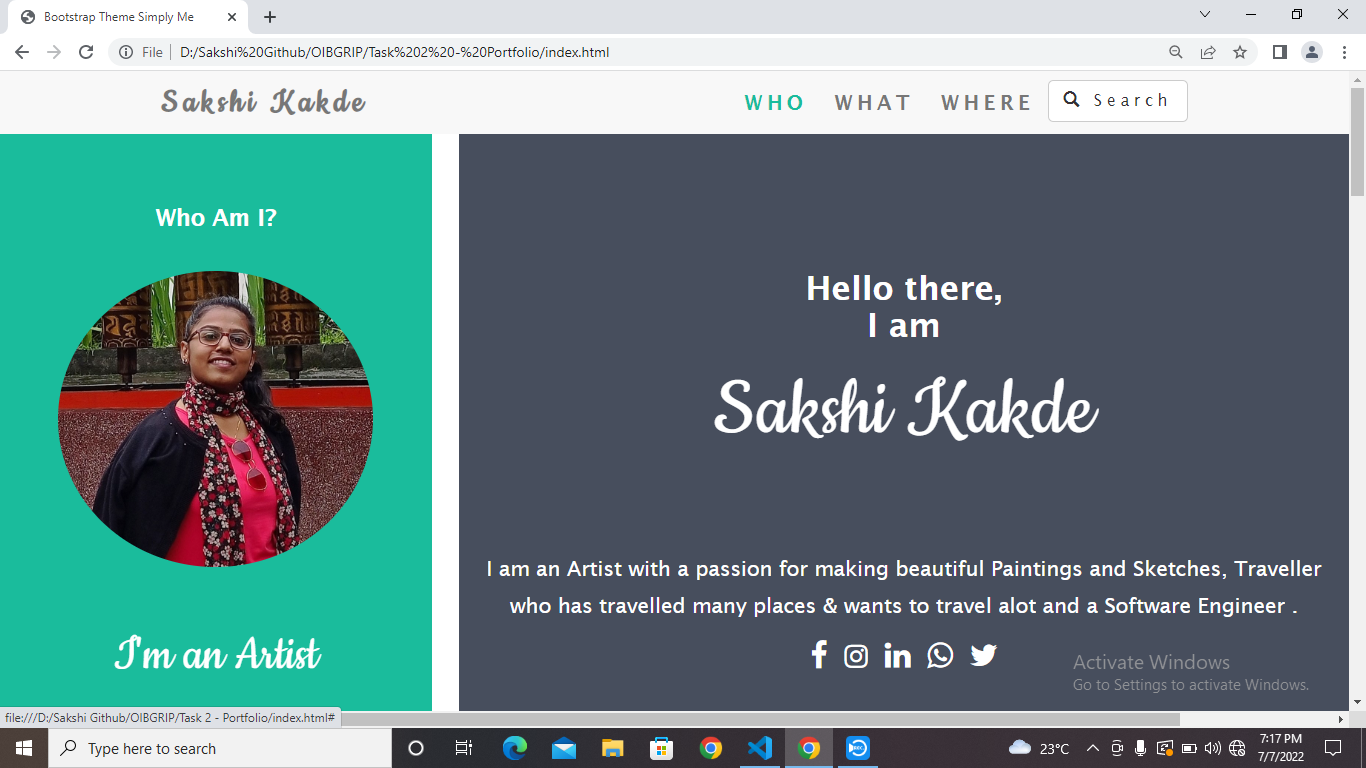 Bootstrap Theme Simply Me
File
D:/Sakshi%20Github/OIBGRIP/Task%202%20-%20Portfolio/index.html
Sakshi Kakde
WHO
WHAT
WHERE
Search
Who Am I?
I'm an Artist
Hello there,
I am
Sakshi Kakde
I am an Artist with a passion for making beautiful Paintings and Sketches, Traveller
who has travelled many places & wants to travel alot and a Software Engineer .
Activate Windows
Go to Settings to activate Windows.
file:///D:/Sakshi Github/OIBGRIP/Task 2 - Portfolio/index.html#
Type here to search
REC
23°C
7:17 PM
7/7/2022